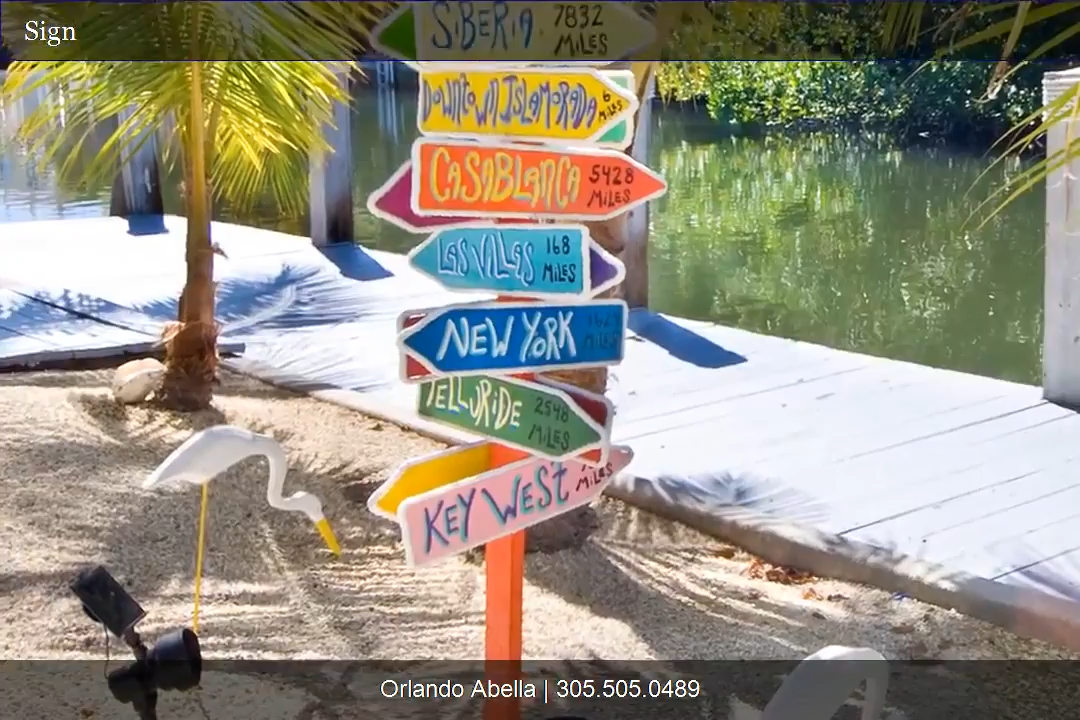 Sign
SiBERiA 7832
MiLES
DOWNTOWN ISLAMORADA 6
MiLES
CASABLANCA 5428
MiLES
LAS VILLAS 168
MiLES
NEW YORK
MiLES
TELLURiDE 2548
MiLES
KEY WEST
MiLES
Orlando Abella | 305.505.0489